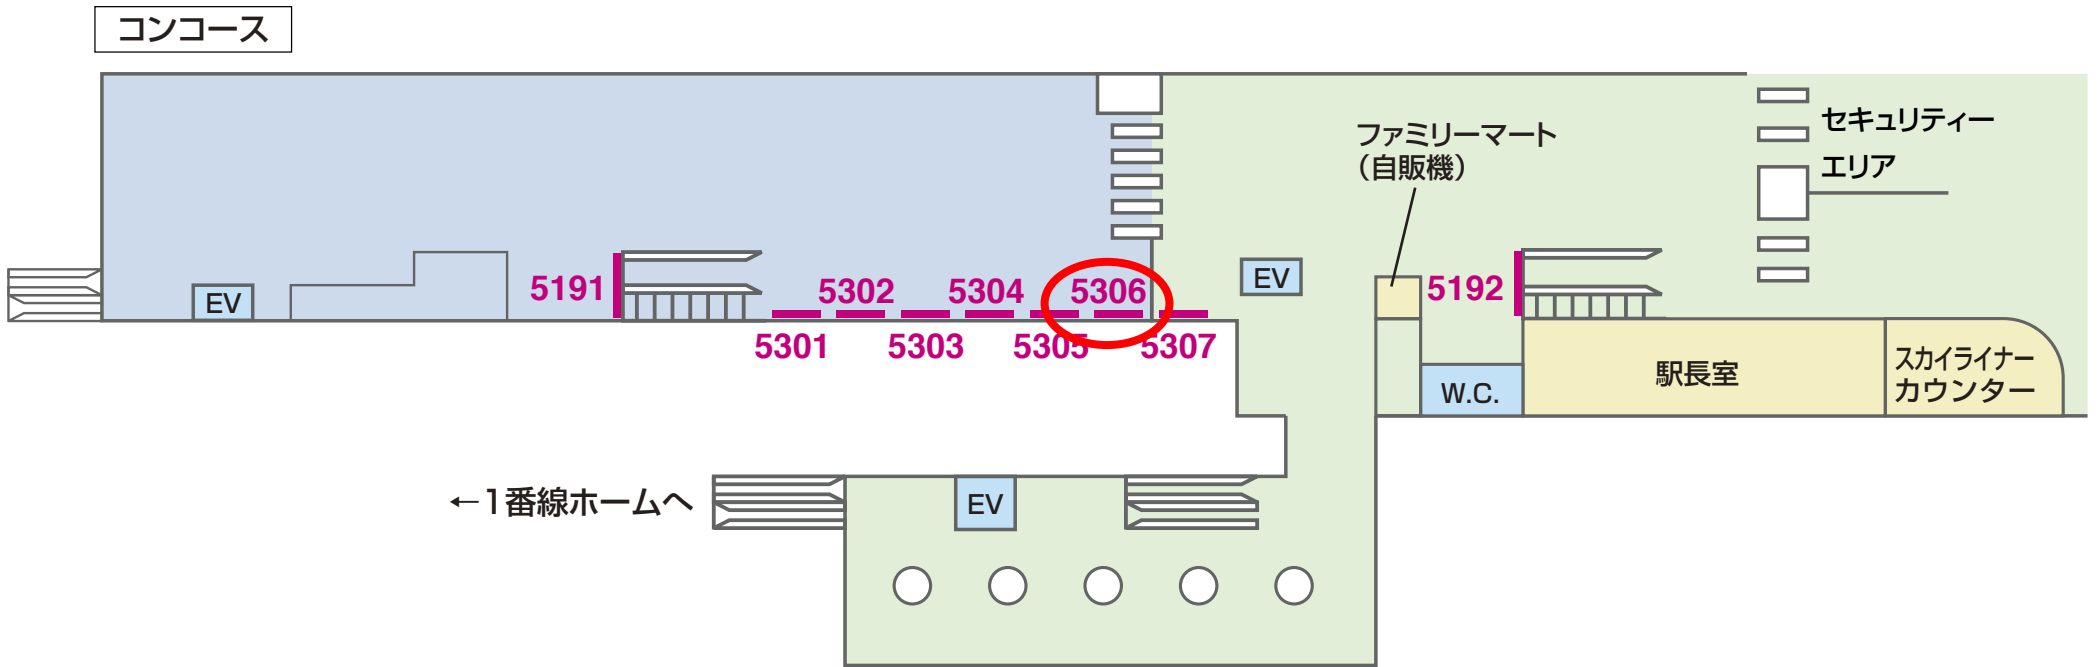 コンコース
セキュリティー
エリア
ファミリーマート
（自販機）
EV
5191
5302
5304
5306
EV
5192
5301
5303
5305
5307
W.C.
駅長室
スカイライナー
カウンター
←1番線ホームへ
EV